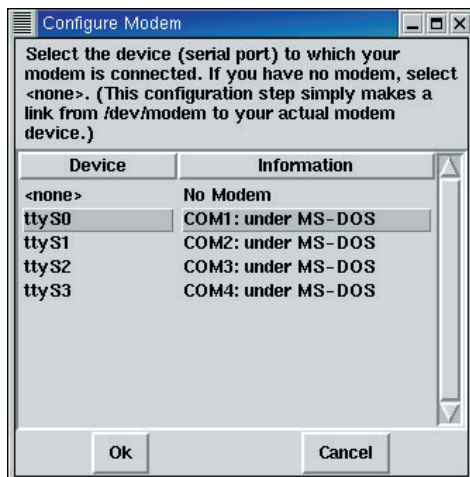 Configure Modem
Select the device (serial port) to which your
modem is connected. If you have no modem, select
<none>. (This configuration step simply makes a
link from /dev/modem to your actual modem
device.)
Device Information
<none> No Modem
ttyS0 COM1: under MS-DOS
ttyS1 COM2: under MS-DOS
ttyS2 COM3: under MS-DOS
ttyS3 COM4: under MS-DOS
Ok Cancel